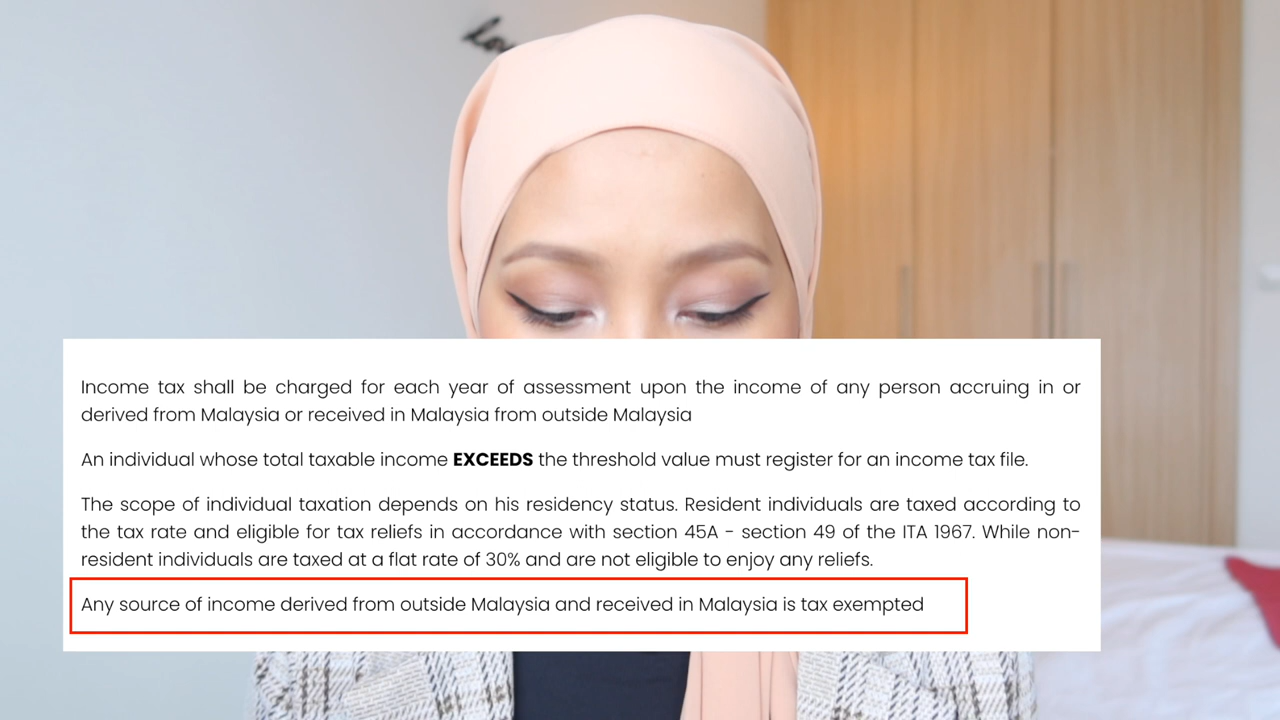 Income tax shall be charged for each year of assessment upon the income of any person accruing in or
derived from Malaysia or received in Malaysia from outside Malaysia
An individual whose total taxable income EXCEEDS the threshold value must register for an income tax file.
The scope of individual taxation depends on his residency status. Resident individuals are taxed according to
the tax rate and eligible for tax reliefs in accordance with section 45A - section 49 of the ITA 1967. While non-
resident individuals are taxed at a flat rate of 30% and are not eligible to enjoy any reliefs.
Any source of income derived from outside Malaysia and received in Malaysia is tax exempted